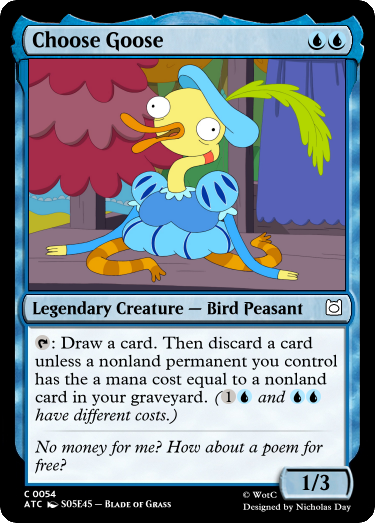 Choose Goose
Legendary Creature — Bird Peasant
: Draw a card. Then discard a card
unless a nonland permanent you control
has the a mana cost equal to a nonland
card in your graveyard. (1 and
have different costs.)
No money for me? How about a poem for
free?
1/3
C 0054
ATC S05E45 – Blade of Grass
© WotC
Designed by Nicholas Day